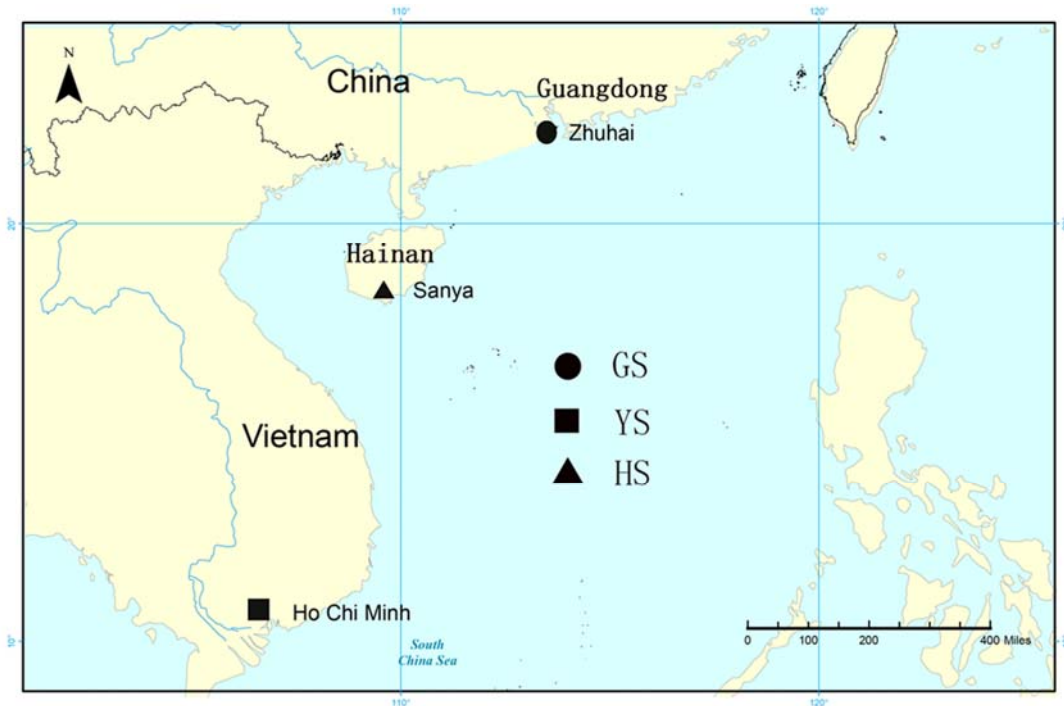 110°
120°
N
China
Guangdong
Zhuhai
20°
Hainan
Sanya
GS
YS
HS
Vietnam
Ho Chi Minh
South
China Sea
0 100 200 400 Miles
10°
110°
120°